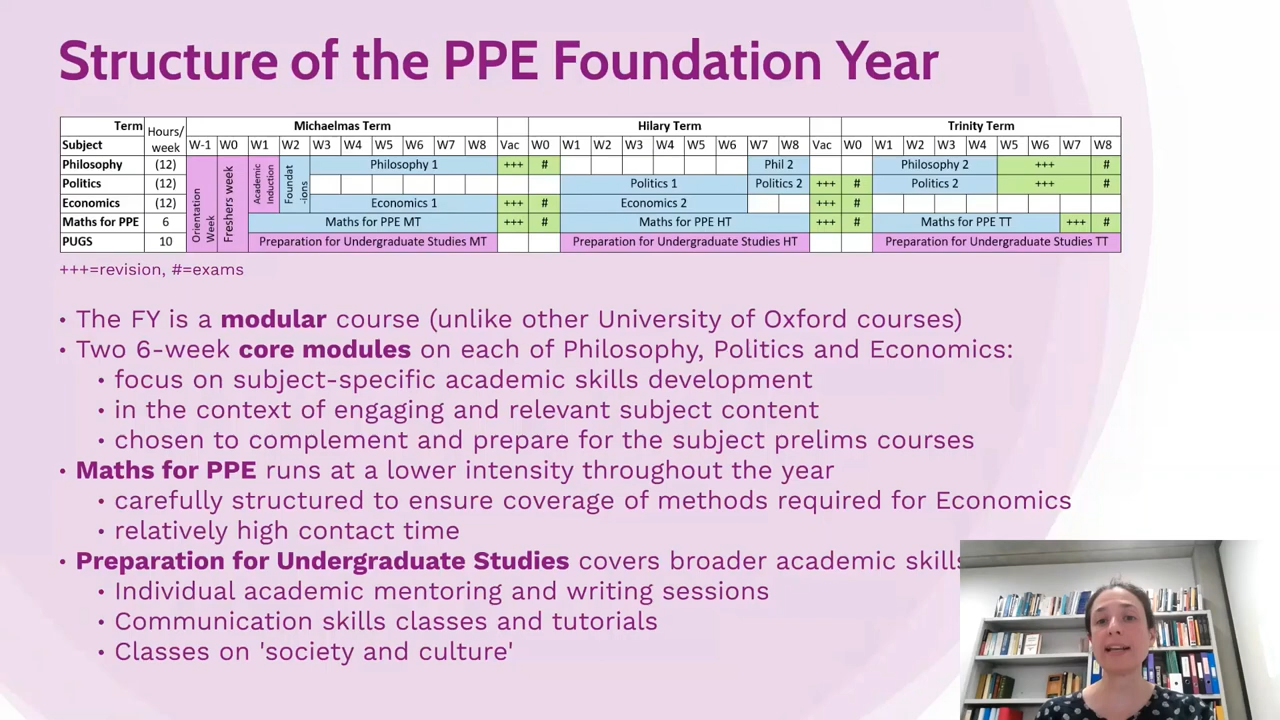 Structure of the PPE Foundation Year
Term Hours/ week Michaelmas Term Hilary Term Trinity Term
Subject W-1 W0 W1 W2 W3 W4 W5 W6 W7 W8 Vac W0 W1 W2 W3 W4 W5 W6 W7 W8 Vac W0 W1 W2 W3 W4 W5 W6 W7 W8
Orientation Week
Freshers week
Academic Induction
Foundat -ions
Philosophy (12) Philosophy 1 +++ # Phil 2 Philosophy 2 +++ #
Politics (12) Politics 1 Politics 2 +++ # Politics 2 +++ #
Economics (12) Economics 1 +++ # Economics 2 +++ #
Maths for PPE 6 Maths for PPE MT +++ # Maths for PPE HT +++ # Maths for PPE TT +++ #
PUGS 10 Preparation for Undergraduate Studies MT Preparation for Undergraduate Studies HT Preparation for Undergraduate Studies TT
+++=revision, #=exams
• The FY is a modular course (unlike other University of Oxford courses)
• Two 6-week core modules on each of Philosophy, Politics and Economics:
• focus on subject-specific academic skills development
• in the context of engaging and relevant subject content
• chosen to complement and prepare for the subject prelims courses
• Maths for PPE runs at a lower intensity throughout the year
• carefully structured to ensure coverage of methods required for Economics
• relatively high contact time
• Preparation for Undergraduate Studies covers broader academic skills
• Individual academic mentoring and writing sessions
• Communication skills classes and tutorials
• Classes on 'society and culture'